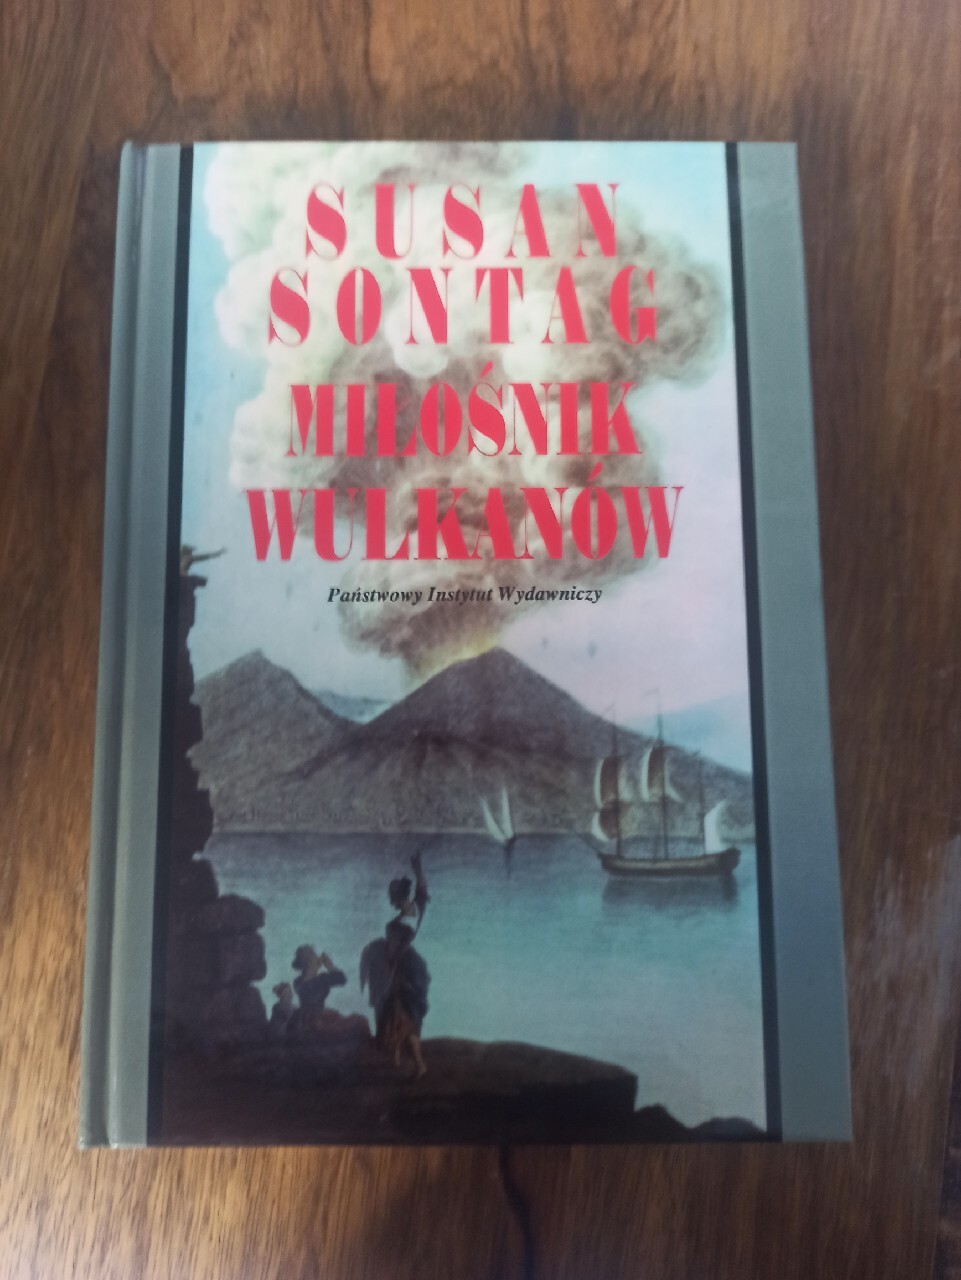 SUSAN
SONTAG
MIŁOŚNIK
WULKANÓW
Państwowy Instytut Wydawniczy